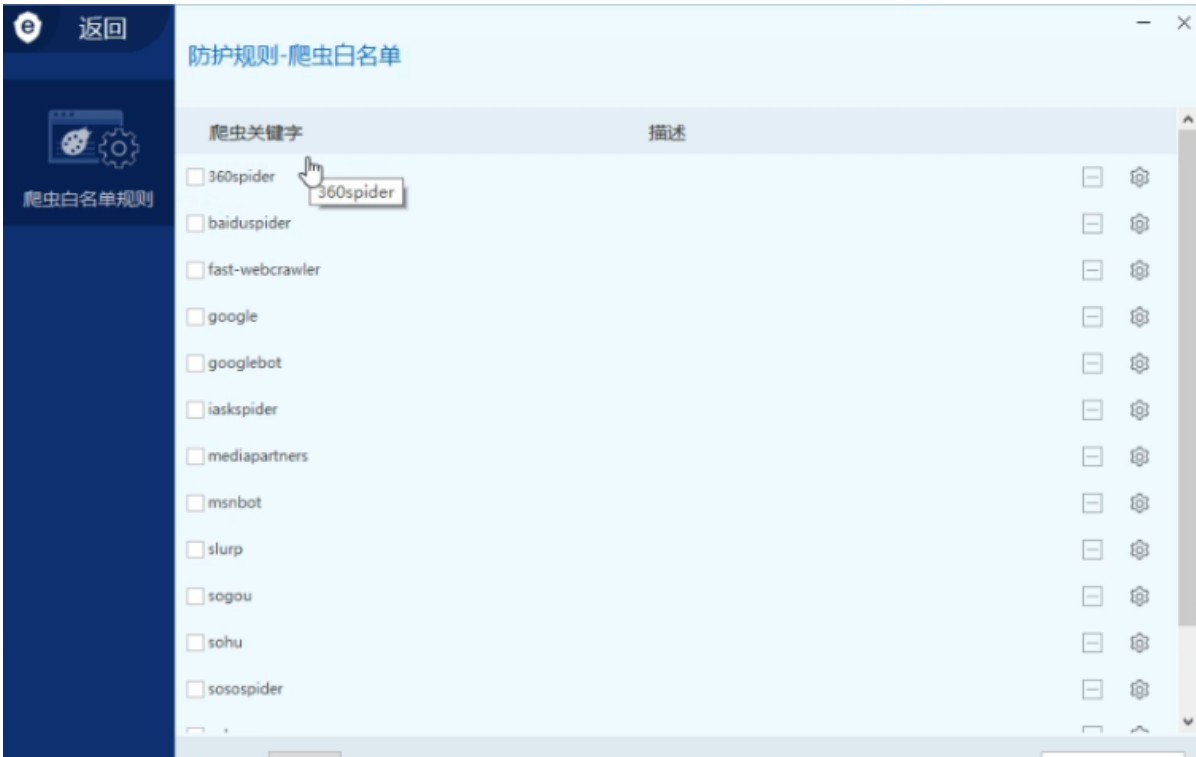 返回
防护规则-爬虫白名单
爬虫关键字 描述
360spider
360spider
爬虫白名单规则
baiduspider
fast-webcrawler
google
googlebot
iaskspider
mediapartners
msnbot
slurp
sogou
sohu
sosospider